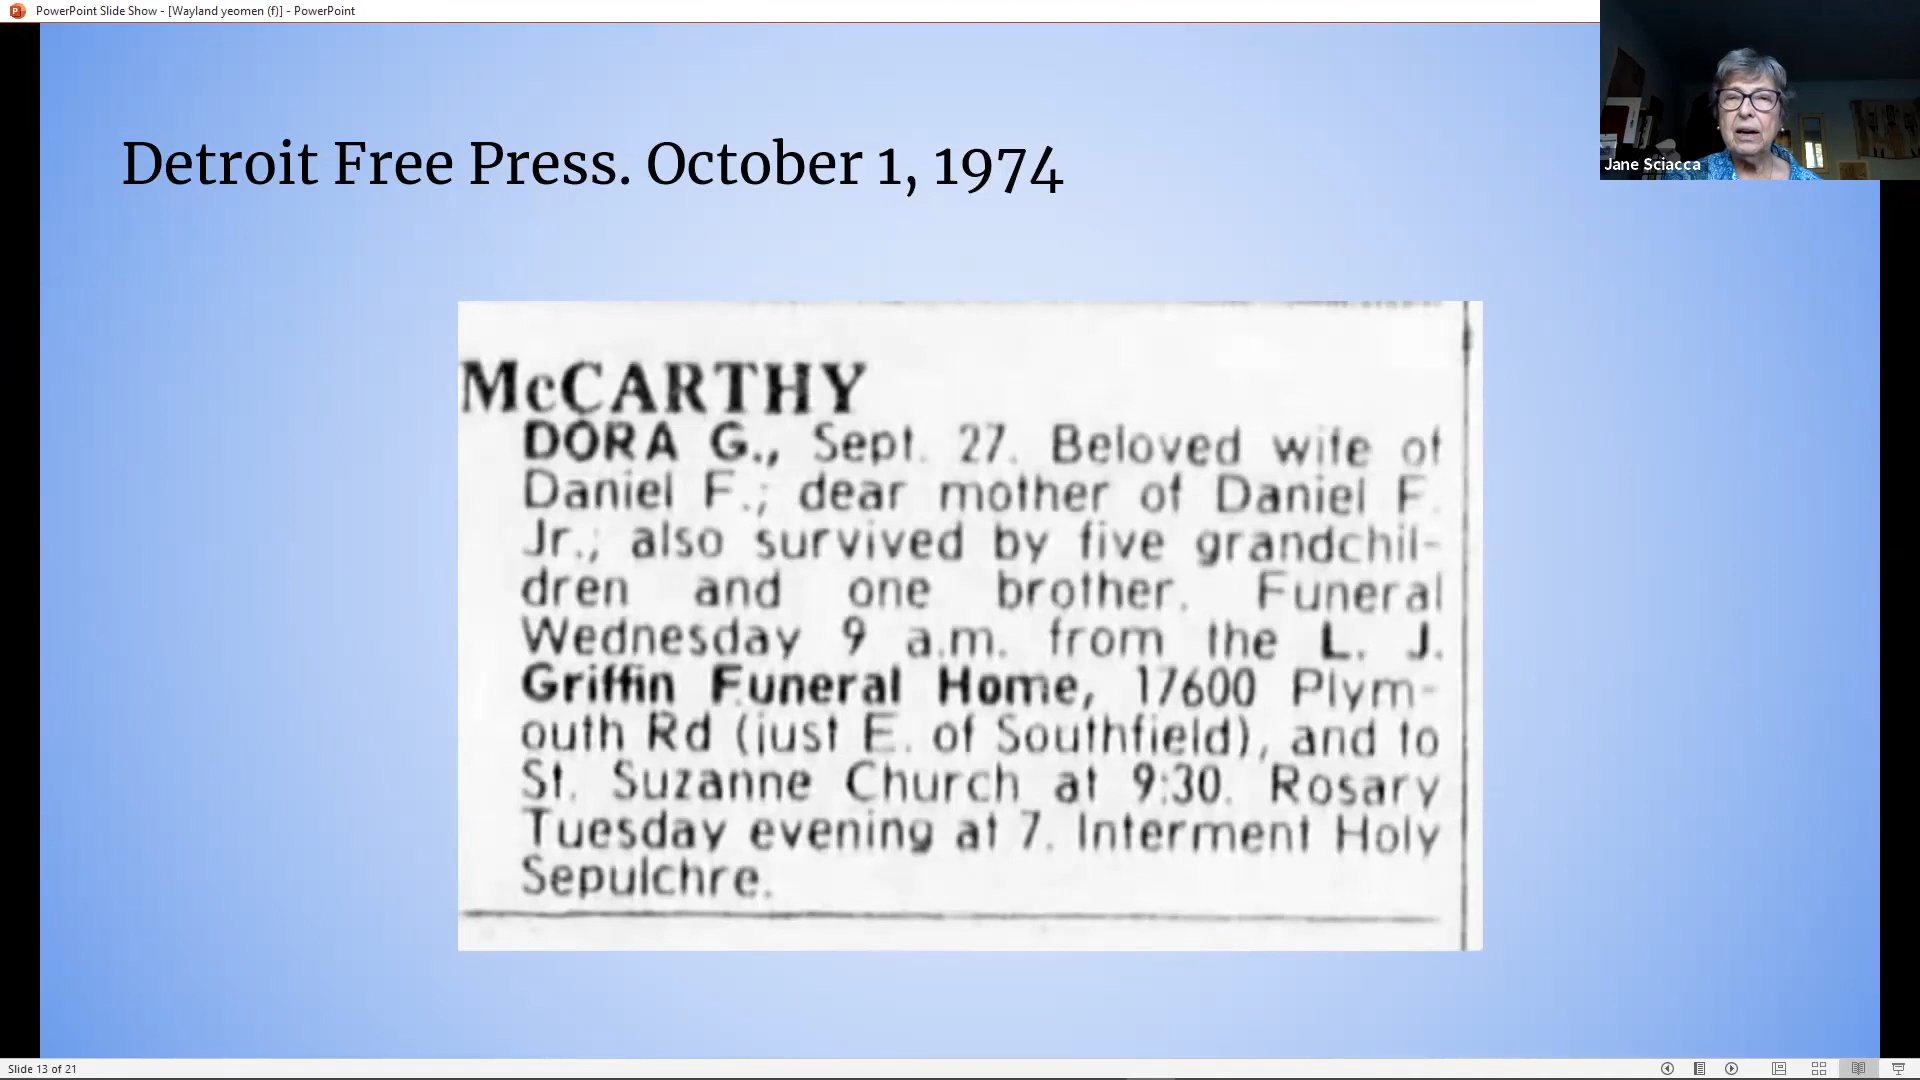 PowerPoint Slide Show - [Wayland yeomen (f)] - PowerPoint
Detroit Free Press. October 1, 1974
Jane Sciacca
McCARTHY
DORA G., Sept. 27. Beloved wife of
Daniel F.; dear mother of Daniel F.
Jr.; also survived by five grandchil-
dren and one brother. Funeral
Wednesday 9 a.m. from the L. J.
Griffin Funeral Home, 17600 Plym-
outh Rd (just E. of Southfield), and to
St. Suzanne Church at 9:30. Rosary
Tuesday evening at 7. Interment Holy
Sepulchre.
Slide 13 of 21